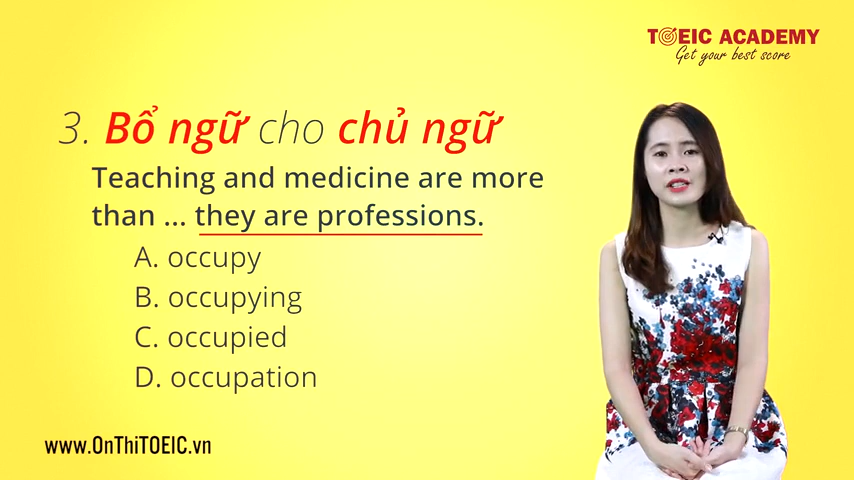 TOEIC ACADEMY
Get your best score
3. Bổ ngữ cho chủ ngữ
Teaching and medicine are more
than ... they are professions.
A. occupy
B. occupying
C. occupied
D. occupation
www.OnThiTOEIC.vn